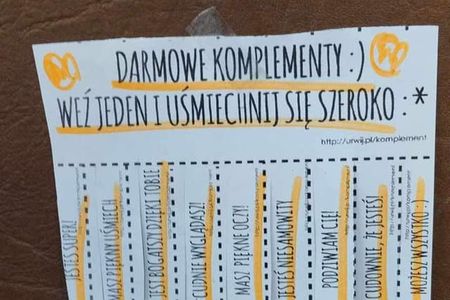 DARMOWE KOMPLEMENTY :)
WEŹ JEDEN I UŚMIECHNIJ SIĘ SZEROKO : *
http://urwij.pl/komplement
JESTEŚ SUPER!
MASZ PIĘKNY UŚMIECH
JEST BOGATSZY DZIĘKI TOBIE
CUDNIE WYGLĄDASZ!
MASZ PIĘKNE OCZY!
JESTEŚ NIESAMOWITY
PODZIWIAM CIĘ!
CUDOWNIE, ŻE JESTEŚ!
MOŻESZ WSZYSTKO :)